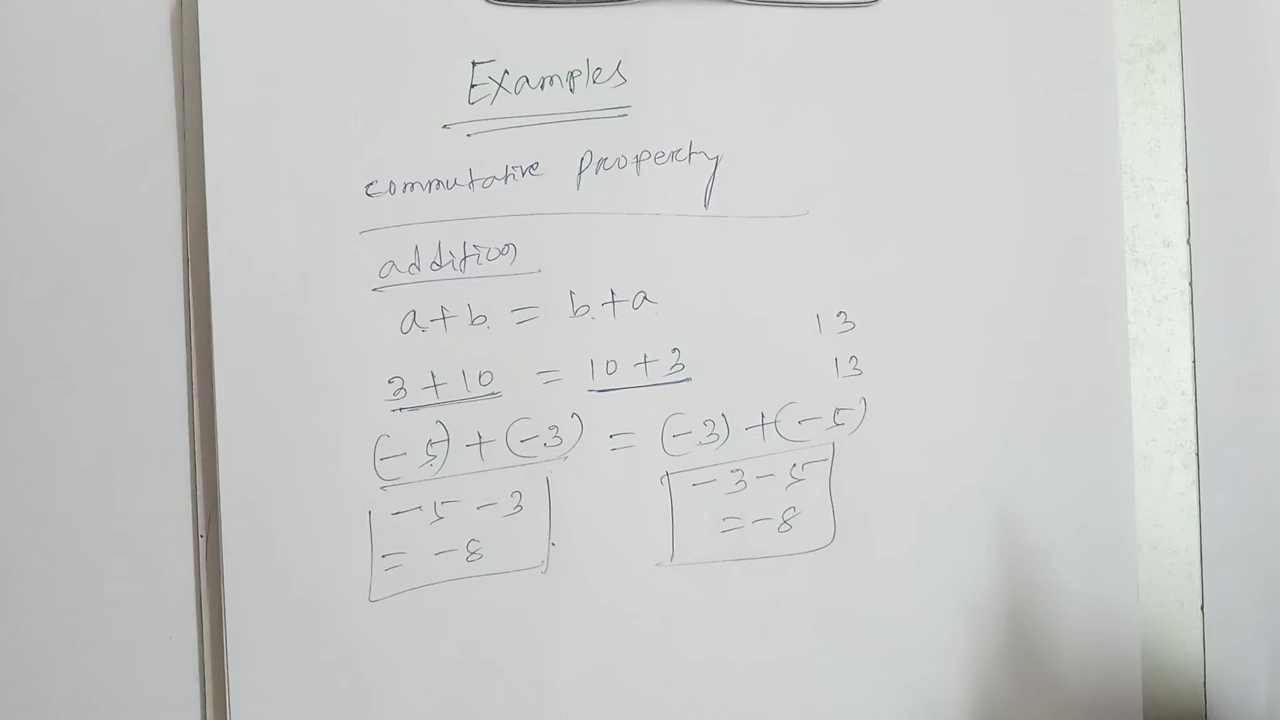 Examples
commutative property
addition
a+b = b+a
3+10 = 10+3
13
13
(-5)+(-3) = (-3)+(-5)
-5-3
= -8
-3-5
=-8